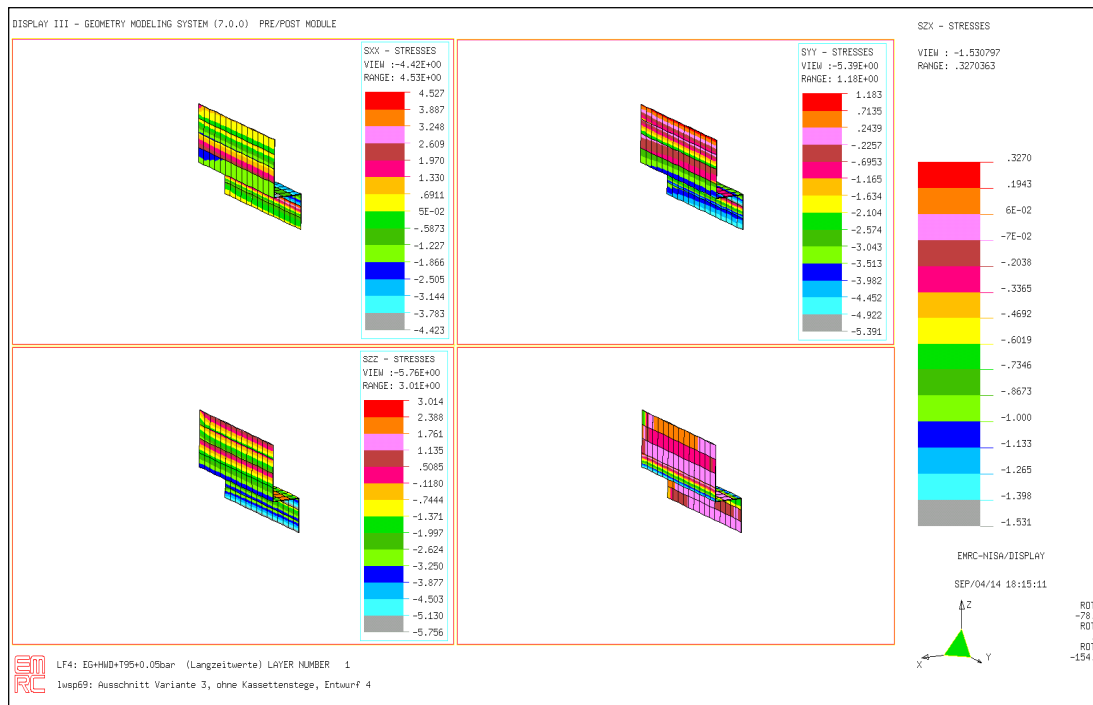 DISPLAY III - GEOMETRY MODELING SYSTEM (7.0.0) PRE/POST MODULE
SXX - STRESSES
VIEW :-4.42E+00
RANGE: 4.53E+00
4.527
3.887
3.248
2.609
1.970
1.330
.6911
5E-02
-.5873
-1.227
-1.866
-2.505
-3.144
-3.783
-4.423
SYY - STRESSES
VIEW :-5.39E+00
RANGE: 1.18E+00
1.183
.7135
.2439
-.2257
-.6953
-1.165
-1.634
-2.104
-2.574
-3.043
-3.513
-3.982
-4.452
-4.922
-5.391
SZZ - STRESSES
VIEW :-5.76E+00
RANGE: 3.01E+00
3.014
2.388
1.761
1.135
.5085
-.1180
-.7444
-1.371
-1.997
-2.624
-3.250
-3.877
-4.503
-5.130
-5.756
SZX - STRESSES
VIEW : -1.530797
RANGE: .3270363
.3270
.1943
6E-02
-7E-02
-.2038
-.3365
-.4692
-.6019
-.7346
-.8673
-1.000
-1.133
-1.265
-1.398
-1.531
EMRC-NISA/DISPLAY
SEP/04/14 18:15:11
Z
X
Y
ROT
-78.
ROT
ROT
-154.
EMRC
LF4: EG+HWD+T95+0.05bar (Langzeitwerte) LAYER NUMBER 1
lwsp69: Ausschnitt Variante 3, ohne Kassettenstege, Entwurf 4